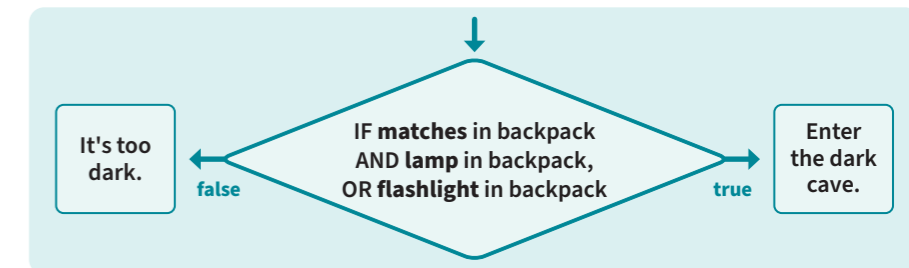 IF matches in backpack
AND lamp in backpack,
OR flashlight in backpack
It's too
dark.
false
true
Enter
the dark
cave.